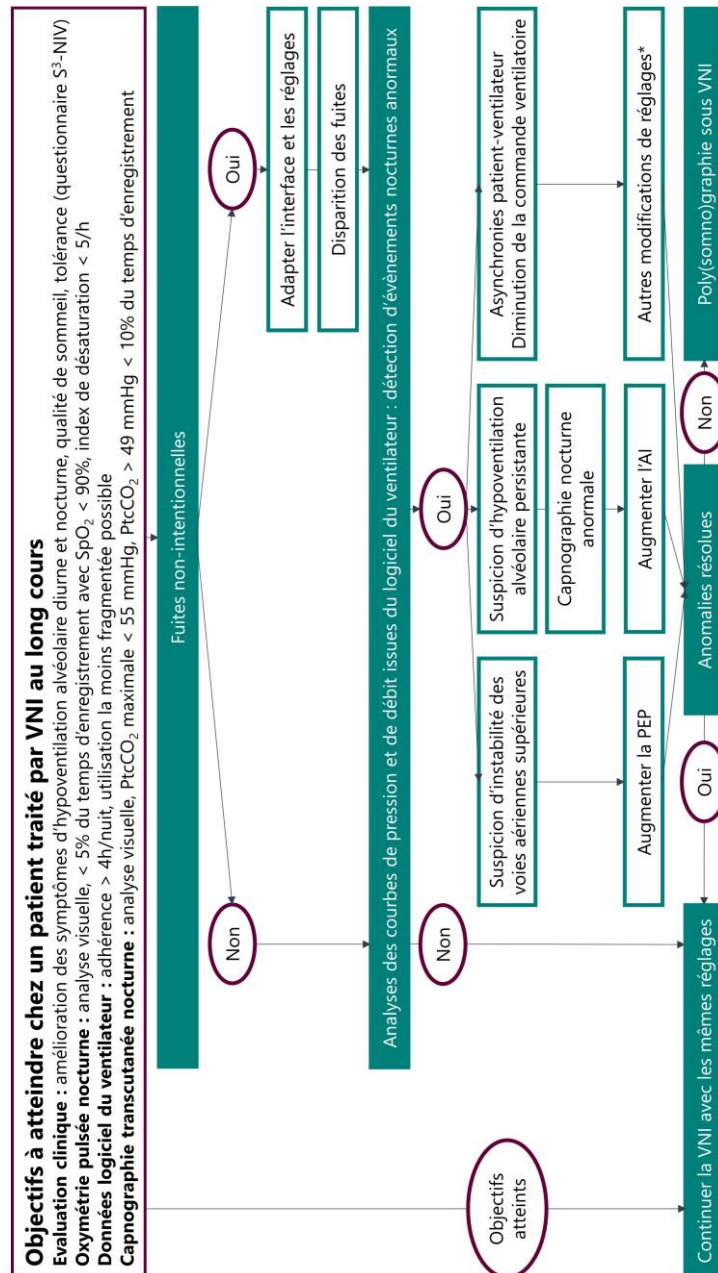 Objectifs à atteindre chez un patient traité par VNI au long cours
Evaluation clinique : amélioration des symptômes d'hypoventilation alvéolaire diurne et nocturne, qualité de sommeil, tolérance (questionnaire S³-NIV)
Oxymétrie pulsée nocturne : analyse visuelle, < 5% du temps d'enregistrement avec SpO₂ < 90%, index de désaturation < 5/h
Données logiciel du ventilateur : adhérence > 4h/nuit, utilisation la moins fragmentée possible
Capnographie transcutanée nocturne : analyse visuelle, PtcCO₂ maximale < 55 mmHg, PtcCO₂ > 49 mmHg < 10% du temps d'enregistrement
Fuites non-intentionnelles
Non
Oui
Adapter l'interface et les réglages
Disparition des fuites
Analyses des courbes de pression et de débit issues du logiciel du ventilateur : détection d'évènements nocturnes anormaux
Objectifs
atteints
Non
Oui
Suspicion d'instabilité des
voies aériennes supérieures
Suspicion d'hypoventilation
alvéolaire persistante
Asynchronies patient-ventilateur
Diminution de la commande ventilatoire
Capnographie nocturne
anormale
Augmenter la PEP
Augmenter l'AI
Autres modifications de réglages*
Continuer la VNI avec les mêmes réglages
Oui
Anomalies résolues
Non
Poly(somno)graphie sous VNI